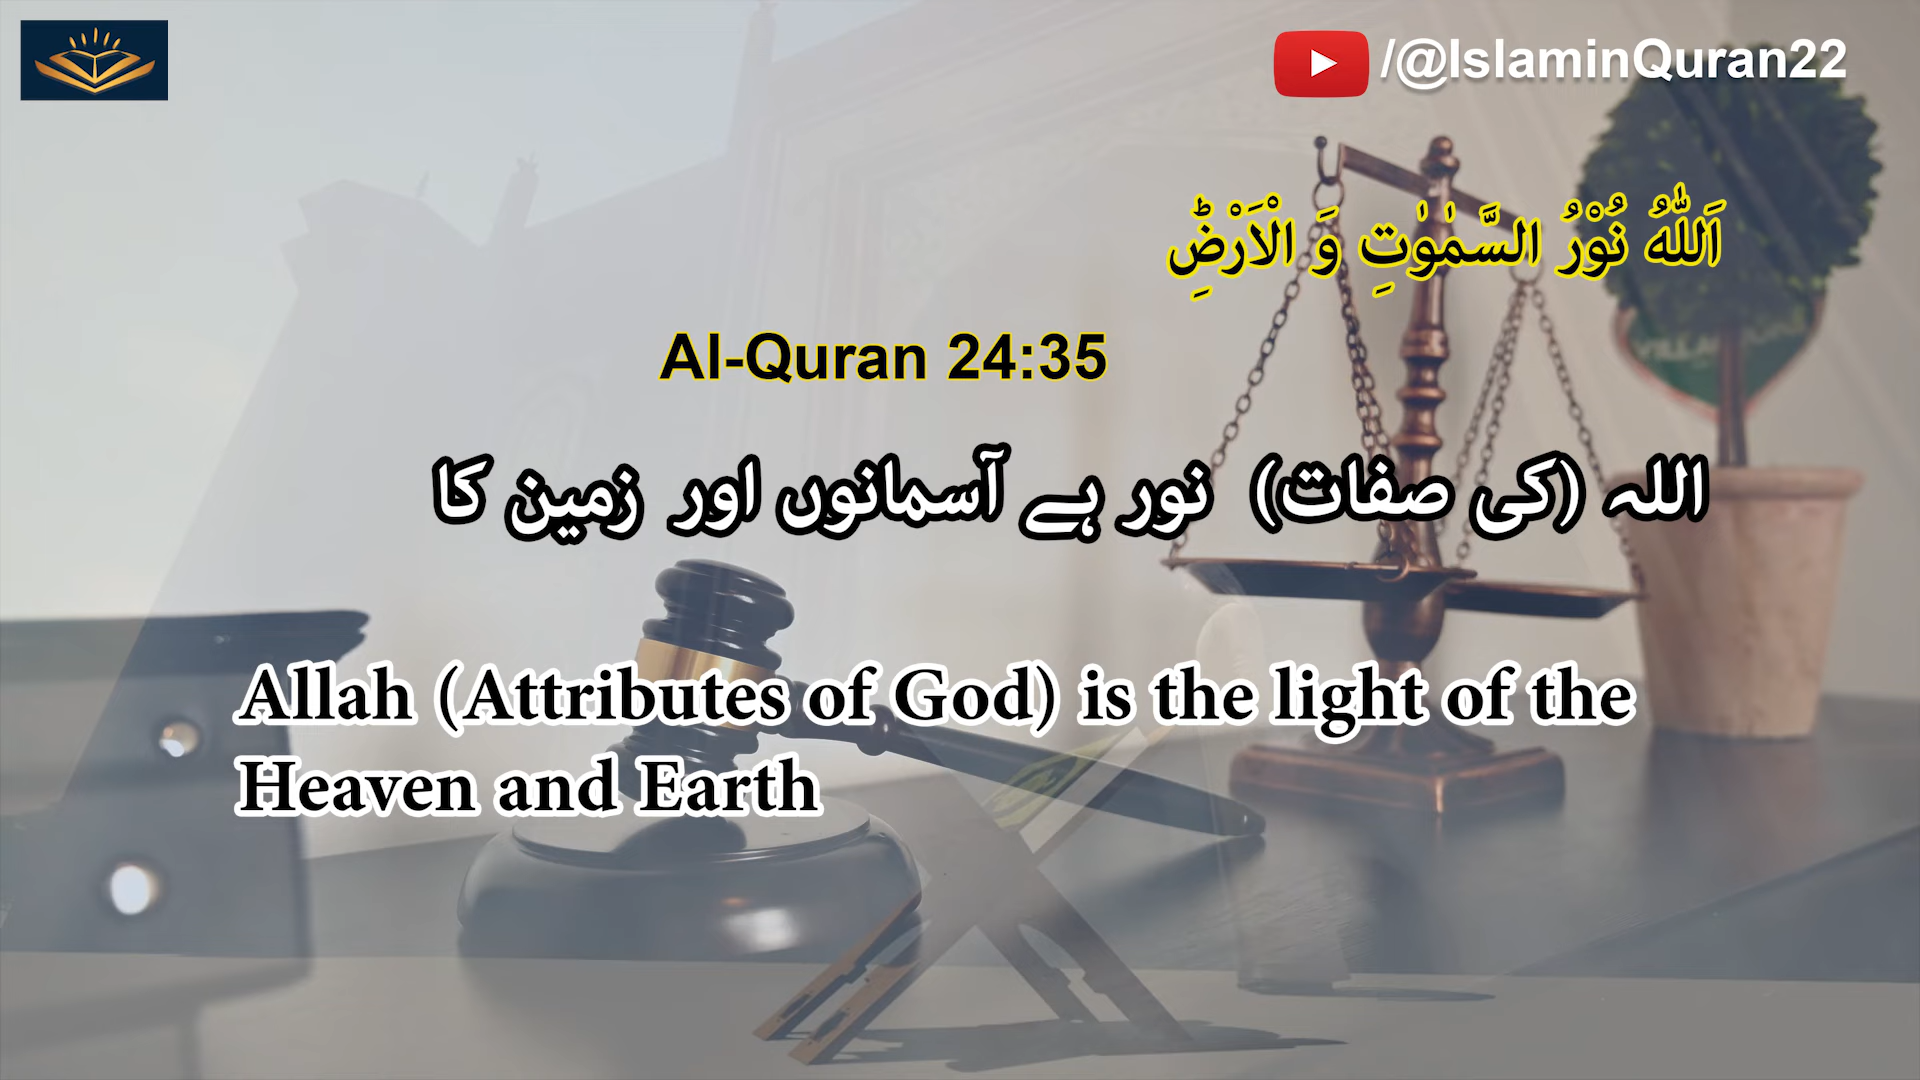 /@IslaminQuran22
اَللّٰهُ نُوْرُ السَّمٰوٰتِ وَ الْاَرْضِؕ
Al-Quran 24:35
اللہ (کی صفات) نور ہے آسمانوں اور زمین کا
Allah (Attributes of God) is the light of the
Heaven and Earth